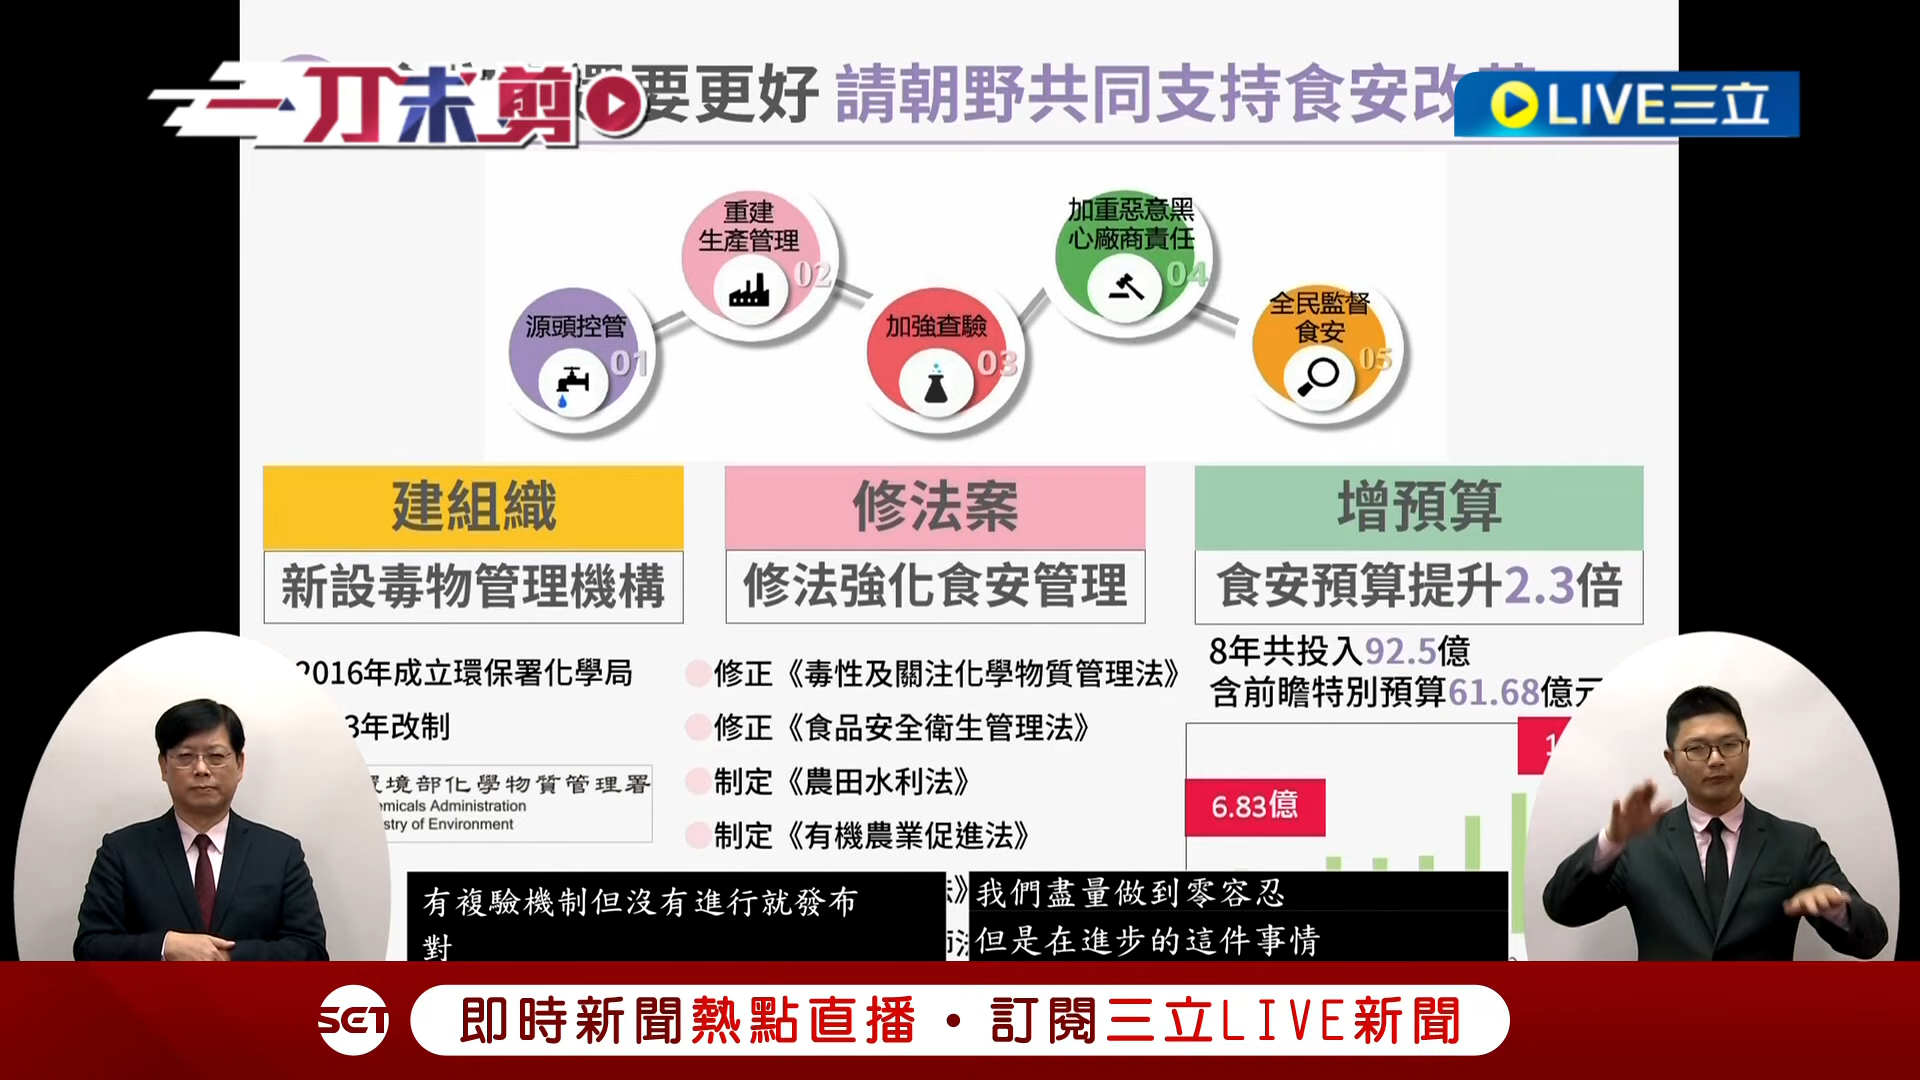 一刀未剪
要更好 請朝野共同支持食安改
LIVE三立
重建
生產管理
02
加重惡意黑
心廠商責任
04
源頭控管
01
加強查驗
03
全民監督
食安
05
建組織
新設毒物管理機構
2016年成立環保署化學局
3年改制
境部化學物質管理署
emicals Administration
stry of Environment
修法案
修法強化食安管理
修正《毒性及關注化學物質管理法》
修正《食品安全衛生管理法》
制定《農田水利法》
制定《有機農業促進法》
增預算
食安預算提升2.3倍
8年共投入92.5億
含前瞻特別預算61.68億元
6.83億
1
有複驗機制但沒有進行就發布
對
我們盡量做到零容忍
但是在進步的這件事情
SET
即時新聞熱點直播・訂閱三立LIVE新聞